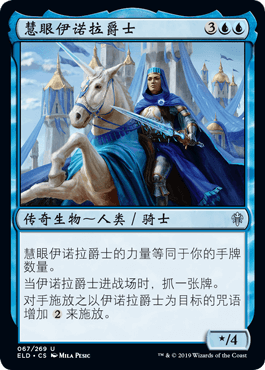 慧眼伊诺拉爵士 3
传奇生物～人类／骑士
慧眼伊诺拉爵士的力量等同于你的手牌
数量。
当伊诺拉爵士进战场时，抓一张牌。
对手施放之以伊诺拉爵士为目标的咒语
增加 2 来施放。
*/4
067/269 U
ELD • CS MILA PESIC
™ & © 2019 Wizards of the Coast